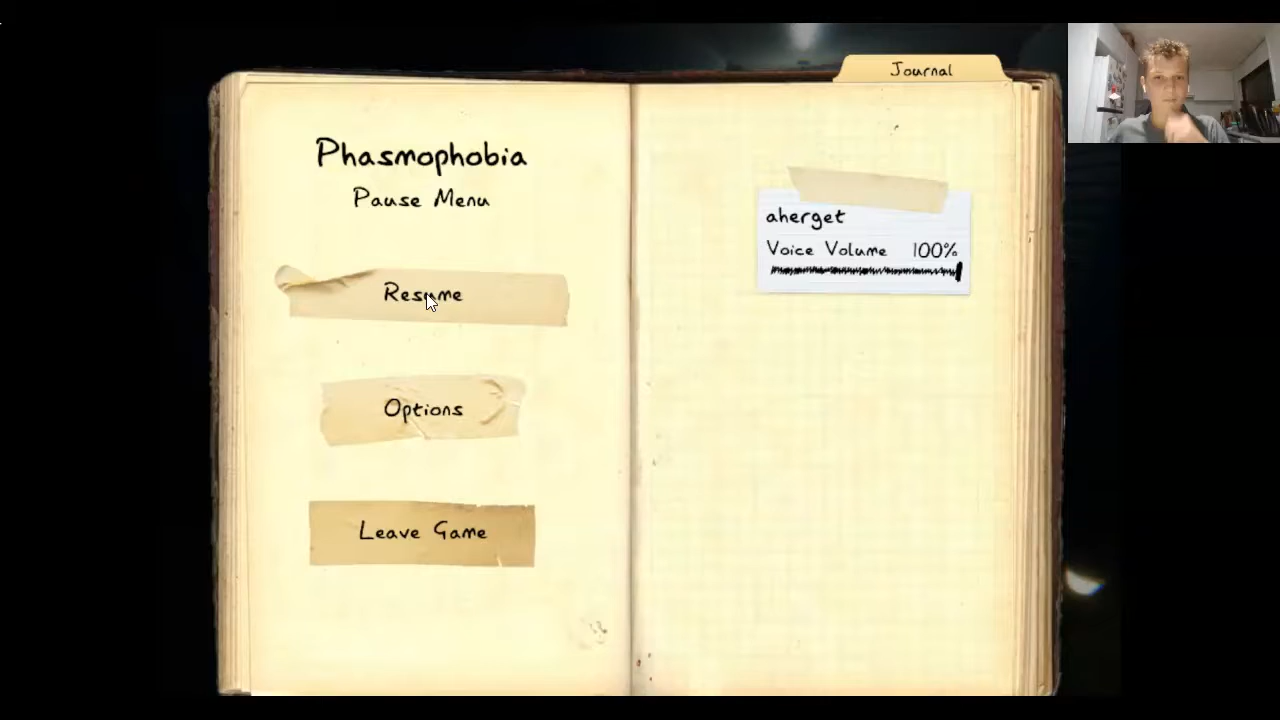 Journal
Phasmophobia
Pause Menu
Resume
Options
Leave Game
aherget
Voice Volume 100%